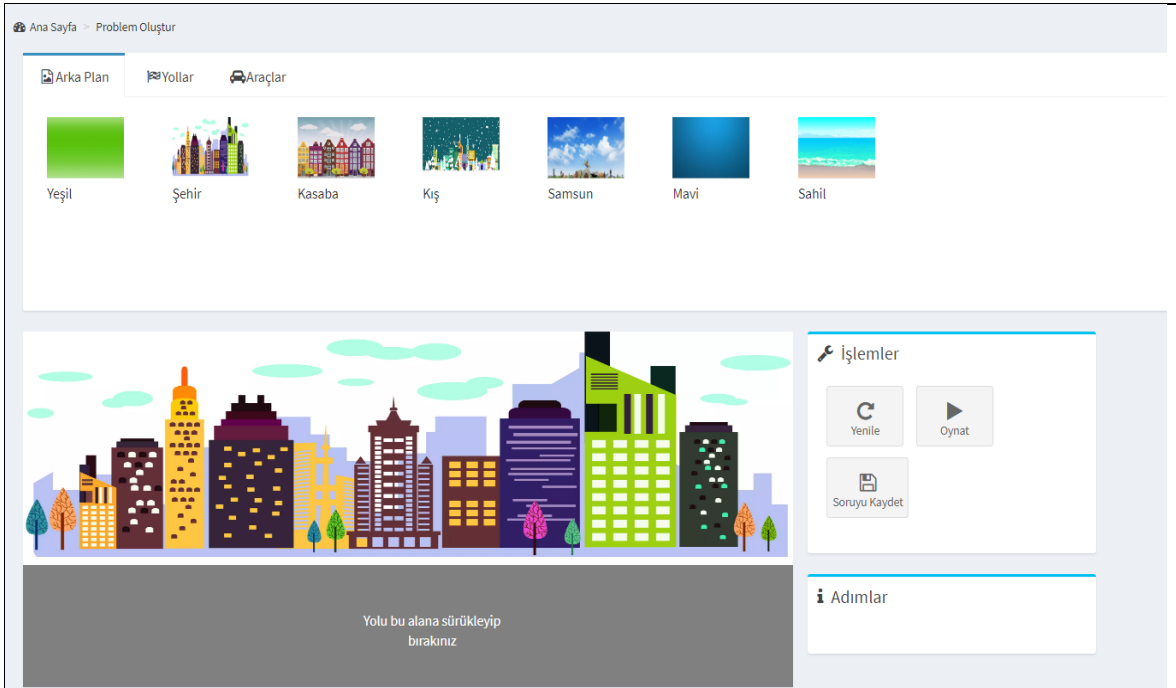 Ana Sayfa > Problem Oluştur
Arka Plan Yollar Araçlar
Yeşil Şehir Kasaba Kış Samsun Mavi Sahil
İşlemler
Yenile Oynat
Soruyu Kaydet
Adımlar
Yolu bu alana sürükleyip
bırakınız